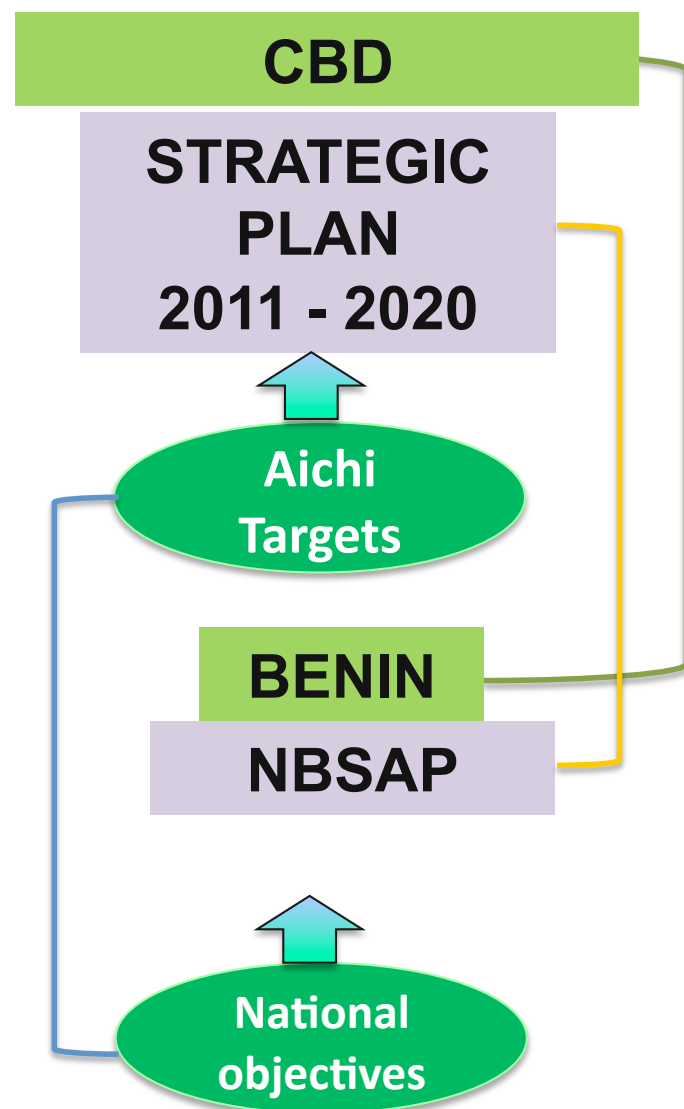 CBD
STRATEGIC
PLAN
2011 - 2020
Aichi
Targets
BENIN
NBSAP
National
objectives